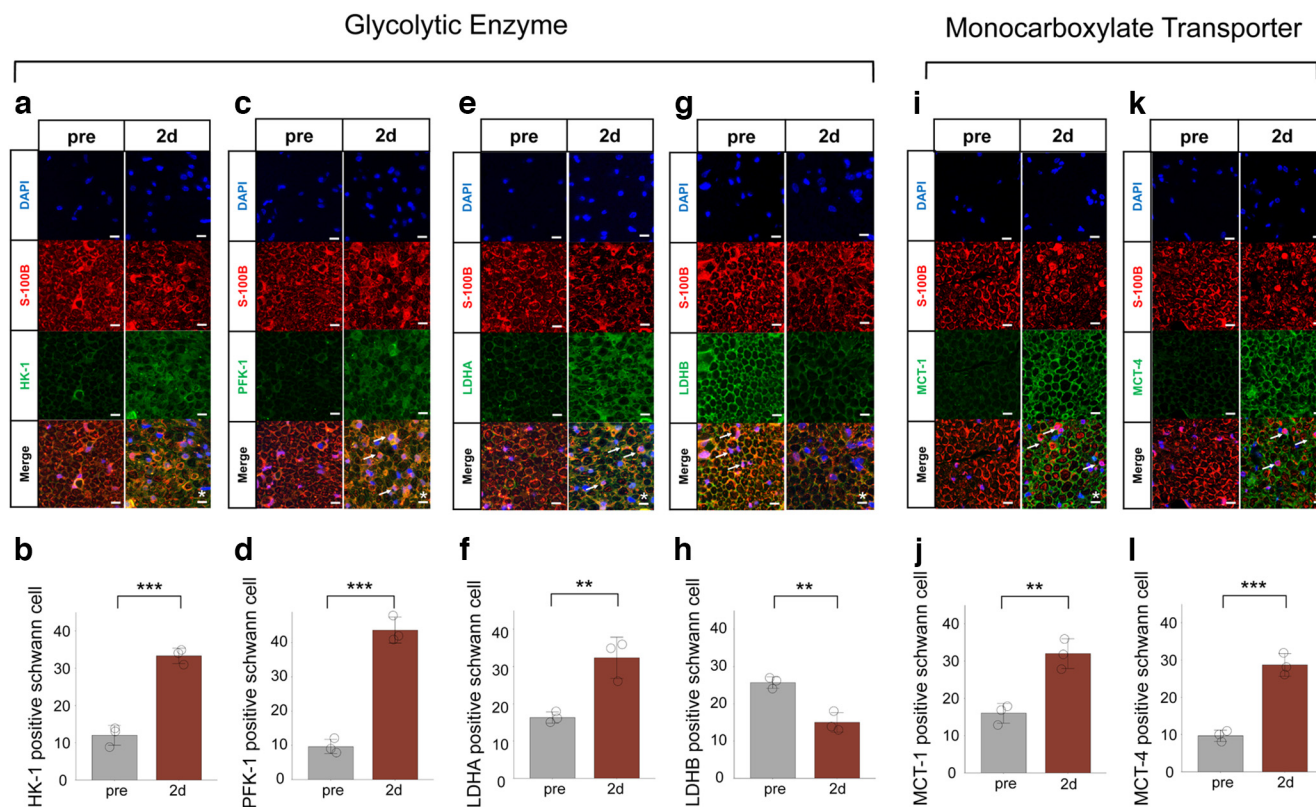 Glycolytic Enzyme
Monocarboxylate Transporter
a
c
e
g
i
k
pre 2d
pre 2d
pre 2d
pre 2d
pre 2d
pre 2d
DAPI
DAPI
DAPI
DAPI
DAPI
DAPI
S-100B
S-100B
S-100B
S-100B
S-100B
S-100B
HK-1
PFK-1
LDHA
LDHB
MCT-1
MCT-4
Merge
Merge
Merge
Merge
Merge
Merge
*
*
*
*
*
b
HK-1 positive schwann cell
40
30
20
10
0
***
pre 2d
d
PFK-1 positive schwann cell
40
30
20
10
0
***
pre 2d
f
LDHA positive schwann cell
40
30
20
10
0
**
pre 2d
h
LDHB positive schwann cell
40
30
20
10
0
**
pre 2d
j
MCT-1 positive schwann cell
40
30
20
10
0
**
pre 2d
l
MCT-4 positive schwann cell
40
30
20
10
0
***
pre 2d